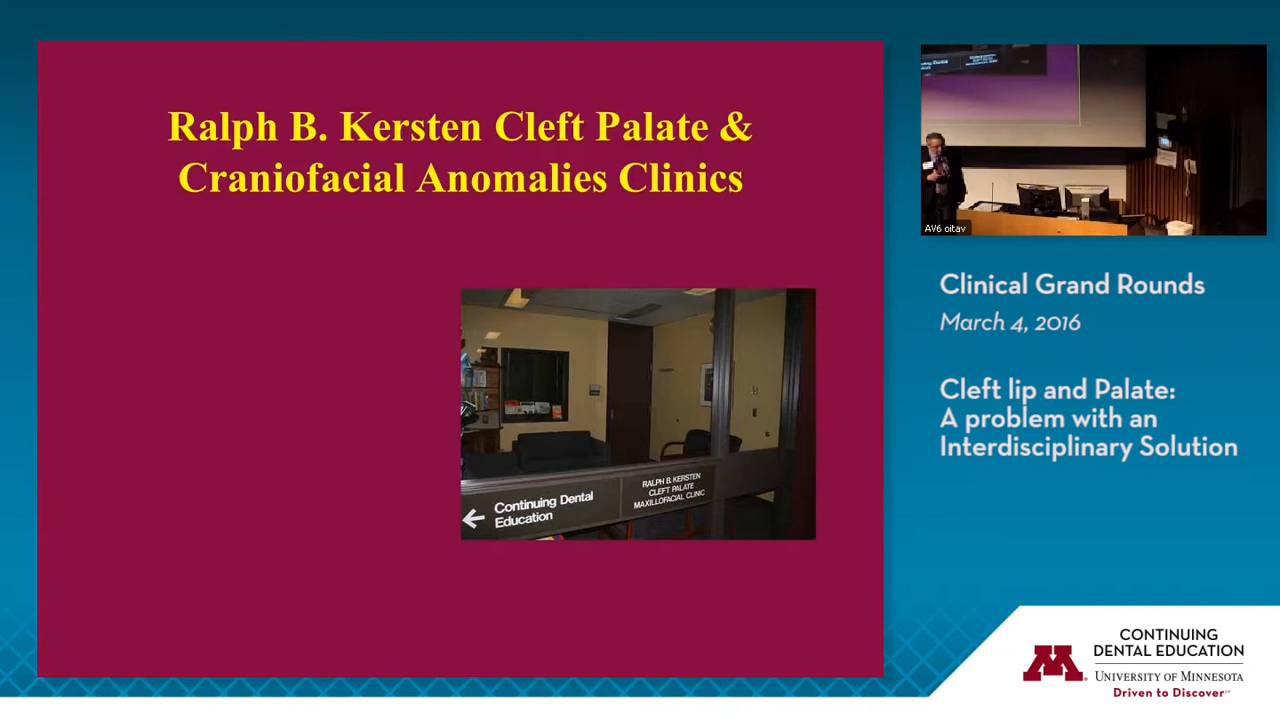 Ralph B. Kersten Cleft Palate &
Craniofacial Anomalies Clinics
Continuing Dental
Education
RALPH B. KERSTEN
CLEFT PALATE
MAXILLOFACIAL CLINIC
AV6 oitav
Clinical Grand Rounds
March 4, 2016
Cleft lip and Palate:
A problem with an
Interdisciplinary Solution
M
CONTINUING
DENTAL EDUCATION
UNIVERSITY OF MINNESOTA
Driven to Discover℠